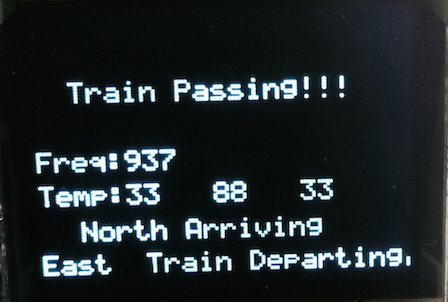 Train Passing!!!
Freq:937
Temp:33 88 33
North Arriving
East Train Departing.